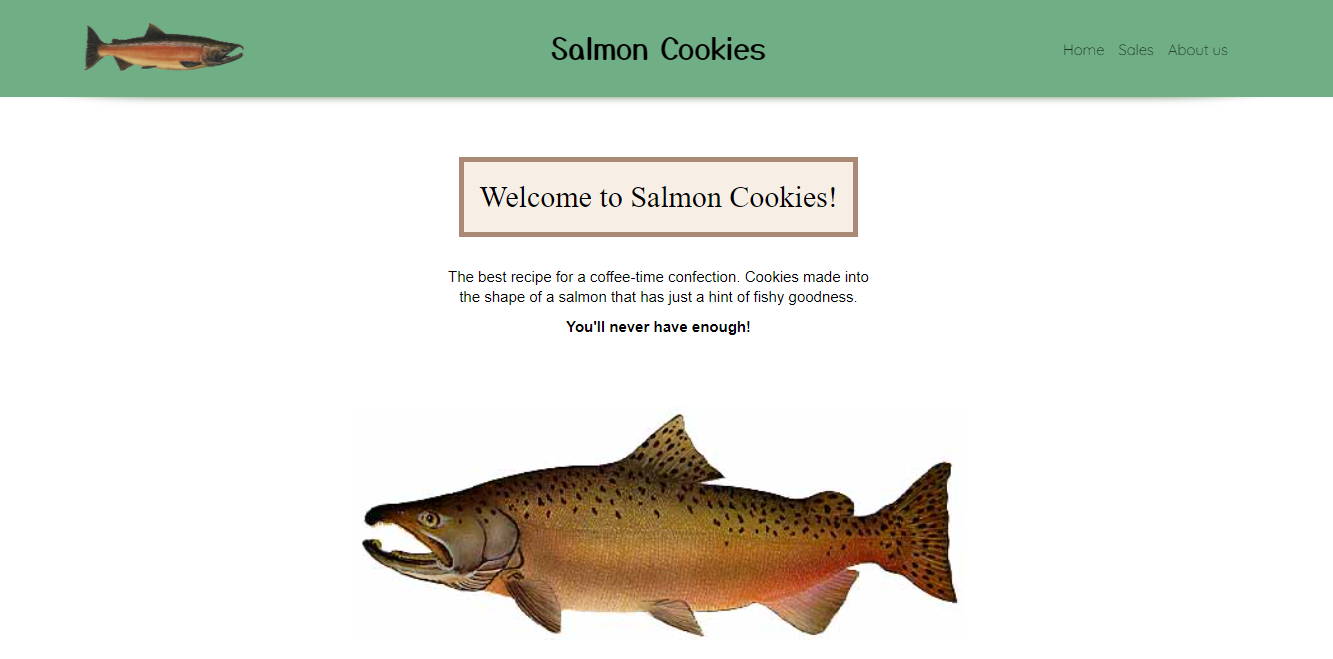 Salmon Cookies
Home Sales About us
Welcome to Salmon Cookies!
The best recipe for a coffee-time confection. Cookies made into
the shape of a salmon that has just a hint of fishy goodness.
You'll never have enough!